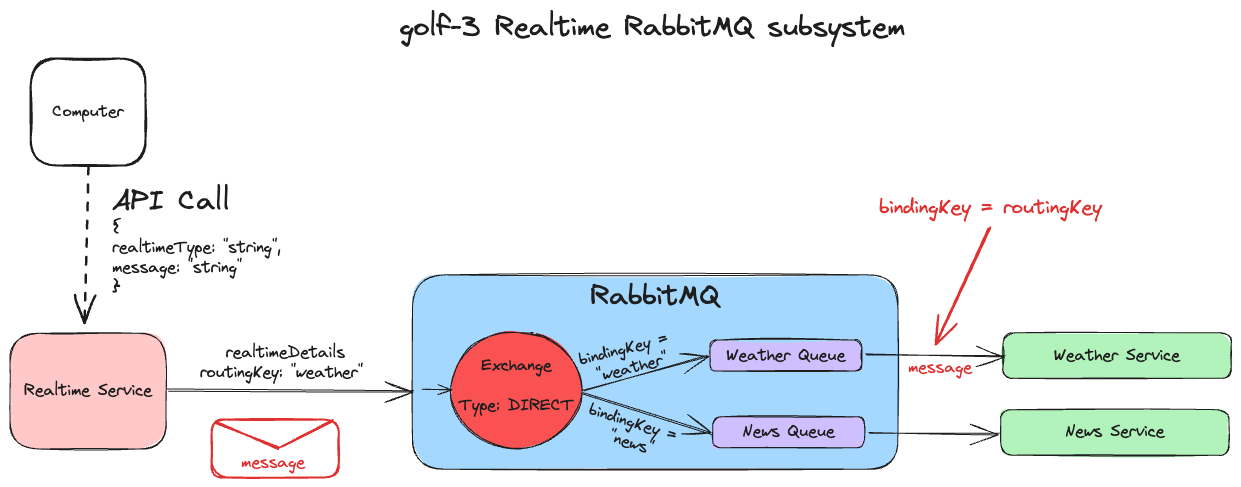 golf-3 Realtime RabbitMQ subsystem
Computer
API Call
{
realtimeType: "string",
message: "string"
}
bindingKey = routingKey
RabbitMQ
Realtime Service
realtimeDetails
routingKey: "weather"
message
Exchange
Type: DIRECT
bindingKey =
"weather"
bindingKey =
"news"
Weather Queue
News Queue
message
Weather Service
News Service